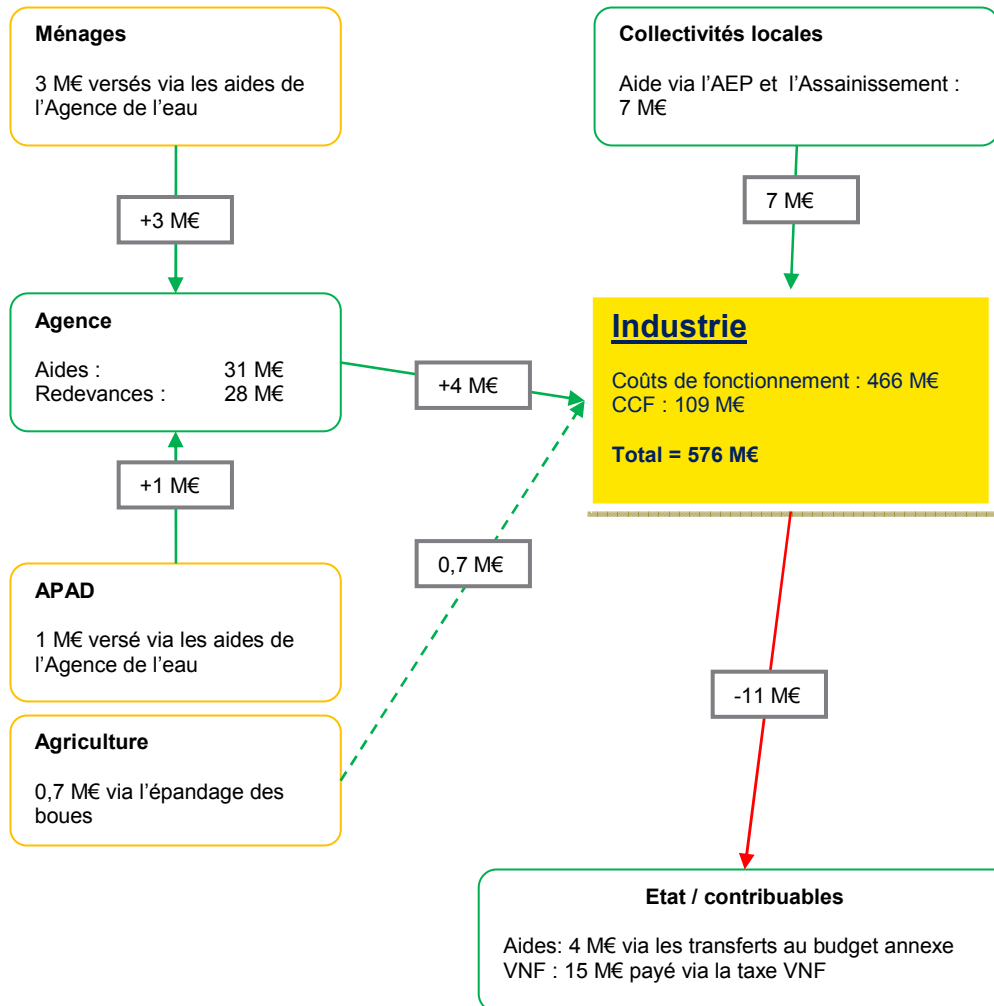 Ménages
3 M€ versés via les aides de
l'Agence de l'eau
Collectivités locales
Aide via l'AEP et l'Assainissement :
7 M€
+3 M€
7 M€
Agence
Aides : 31 M€
Redevances : 28 M€
+4 M€
Industrie
Coûts de fonctionnement : 466 M€
CCF : 109 M€
Total = 576 M€
+1 M€
0,7 M€
APAD
1 M€ versé via les aides de
l'Agence de l'eau
-11 M€
Agriculture
0,7 M€ via l'épandage des
boues
Etat / contribuables
Aides: 4 M€ via les transferts au budget annexe
VNF : 15 M€ payé via la taxe VNF